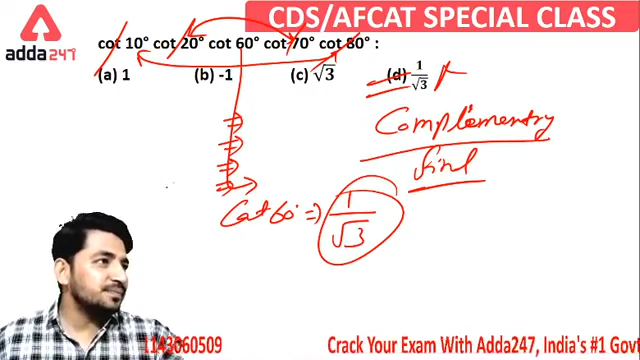 CDS/AFCAT SPECIAL CLASS
Adda247
cot 10° cot 20° cot 60° cot 70° cot 80° :
(a) 1 (b) -1 (c) √3 (d) 1/√3
Complementry
find
Cot 60° ⇒ 1/√3
1143060509 Crack Your Exam With Adda247, India's #1 Govt